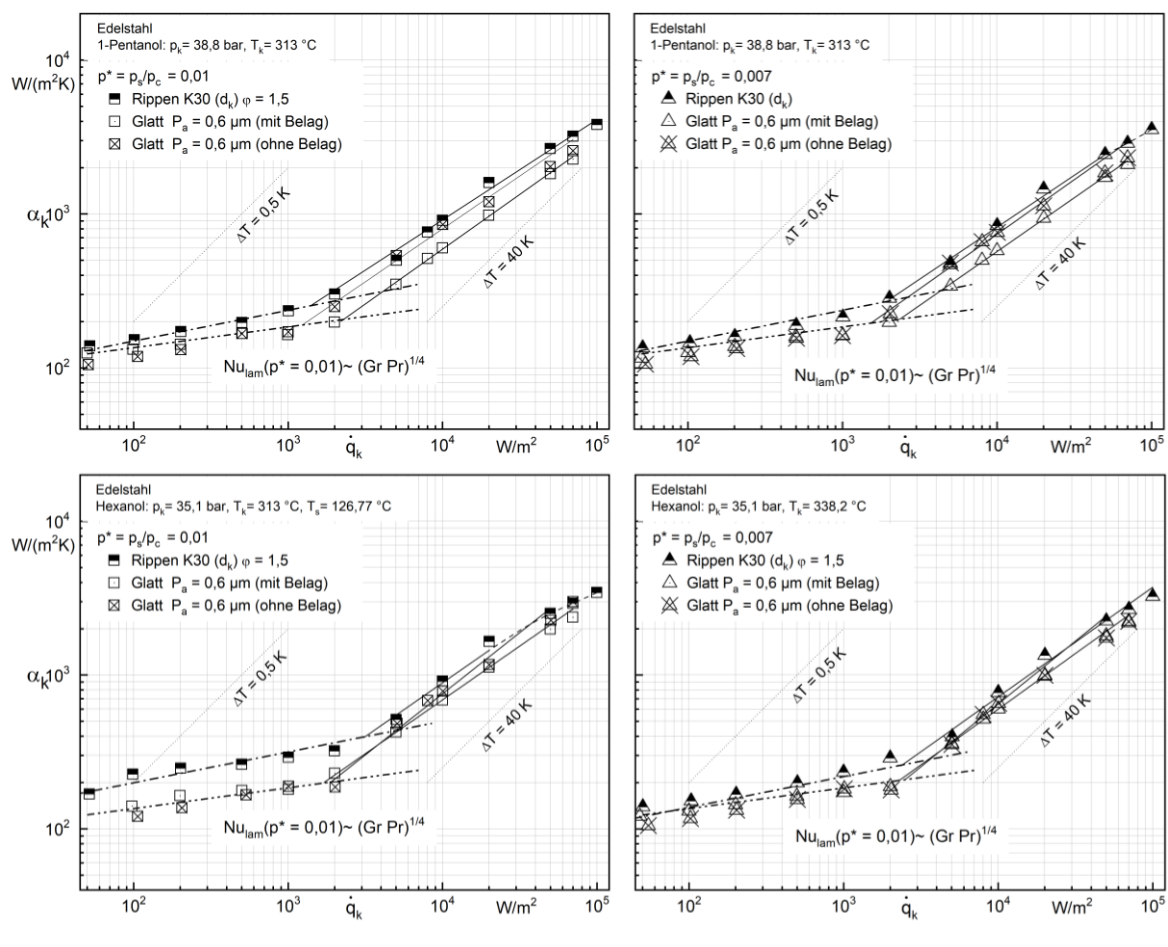 Edelstahl
1-Pentanol: pₖ= 38,8 bar, Tₖ= 313 °C
p* = pₛ/p꜀ = 0,01
Rippen K30 (dₖ) φ = 1,5
Glatt Pₐ = 0,6 µm (mit Belag)
Glatt Pₐ = 0,6 µm (ohne Belag)
10⁴
W/(m²K)
αₖ
10³
10²
ΔT = 0,5 K
ΔT = 40 K
Nuₗₐₘ(p* = 0,01)~ (Gr Pr)¹/⁴
10² 10³ 10⁴ 10⁵
q̇ₖ W/m²
Edelstahl
1-Pentanol: pₖ= 38,8 bar, Tₖ= 313 °C
p* = pₛ/p꜀ = 0,007
Rippen K30 (dₖ)
Glatt Pₐ = 0,6 µm (mit Belag)
Glatt Pₐ = 0,6 µm (ohne Belag)
ΔT = 0,5 K
ΔT = 40 K
Nuₗₐₘ(p* = 0,01)~ (Gr Pr)¹/⁴
10² 10³ 10⁴ 10⁵
q̇ₖ W/m²
Edelstahl
Hexanol: pₖ= 35,1 bar, Tₖ= 313 °C, Tₛ= 126,77 °C
p* = pₛ/p꜀ = 0,01
Rippen K30 (dₖ) φ = 1,5
Glatt Pₐ = 0,6 µm (mit Belag)
Glatt Pₐ = 0,6 µm (ohne Belag)
10⁴
W/(m²K)
αₖ
10³
10²
ΔT = 0,5 K
ΔT = 40 K
Nuₗₐₘ(p* = 0,01)~ (Gr Pr)¹/⁴
10² 10³ 10⁴ 10⁵
q̇ₖ W/m²
Edelstahl
Hexanol: pₖ= 35,1 bar, Tₖ= 338,2 °C
p* = pₛ/p꜀ = 0,007
Rippen K30 (dₖ) φ = 1,5
Glatt Pₐ = 0,6 µm (mit Belag)
Glatt Pₐ = 0,6 µm (ohne Belag)
ΔT = 0,5 K
ΔT = 40 K
Nuₗₐₘ(p* = 0,01)~ (Gr Pr)¹/⁴
10² 10³ 10⁴ 10⁵
q̇ₖ W/m²